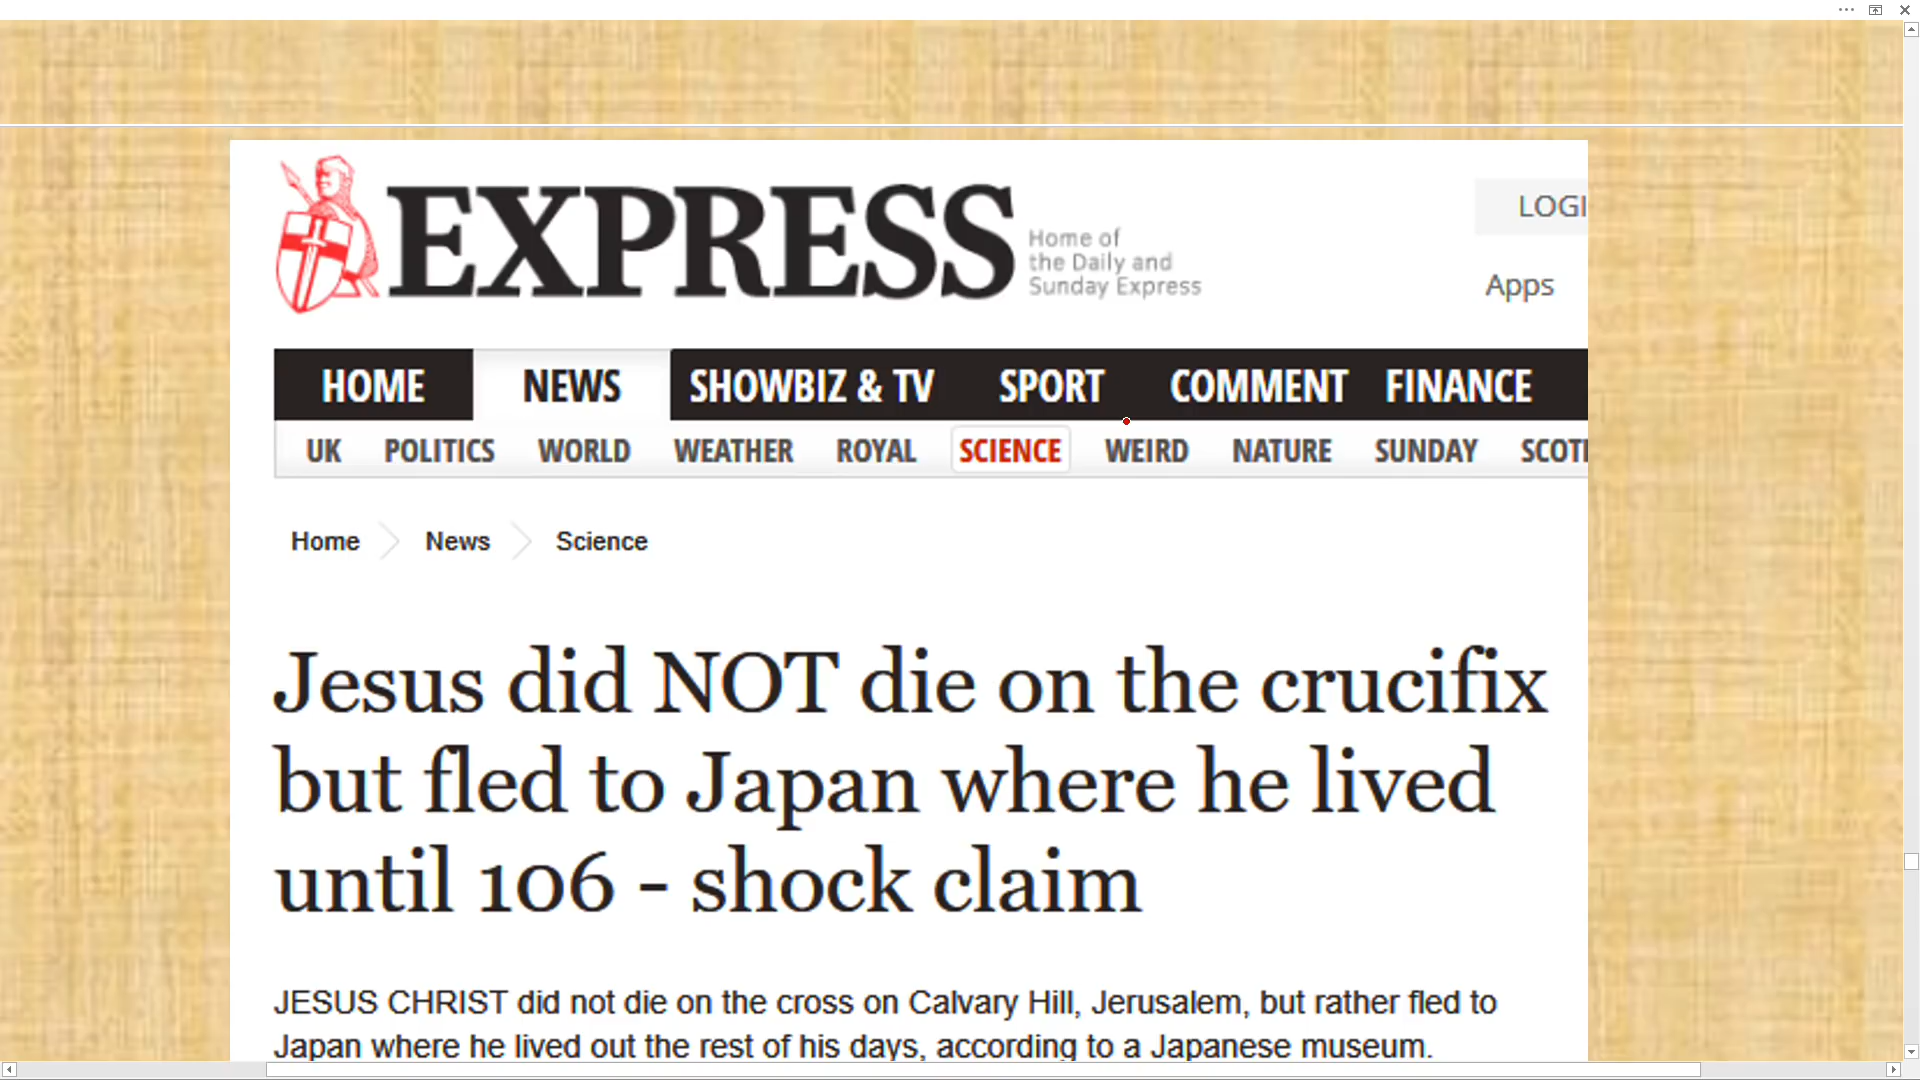 EXPRESS
Home of
the Daily and
Sunday Express
LOGI
Apps
HOME NEWS SHOWBIZ & TV SPORT COMMENT FINANCE
UK POLITICS WORLD WEATHER ROYAL SCIENCE WEIRD NATURE SUNDAY SCOT
Home News Science
Jesus did NOT die on the crucifix
but fled to Japan where he lived
until 106 - shock claim
JESUS CHRIST did not die on the cross on Calvary Hill, Jerusalem, but rather fled to
Japan where he lived out the rest of his days, according to a Japanese museum.